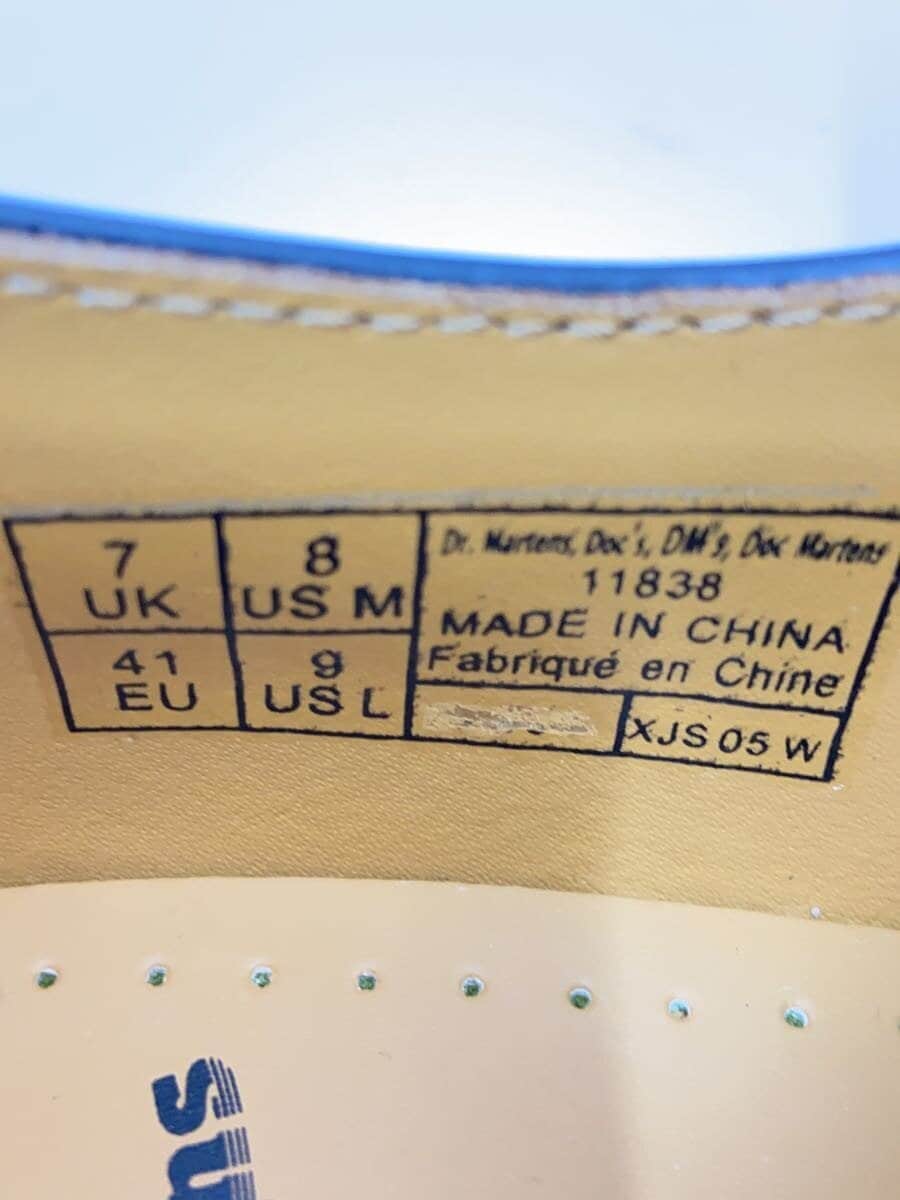 7
UK
8
US M
41
EU
9
US L
Dr. Martens, Doc's, DM's, Doc Martens
11838
MADE IN CHINA
Fabriqué en Chine
XJS 05 W